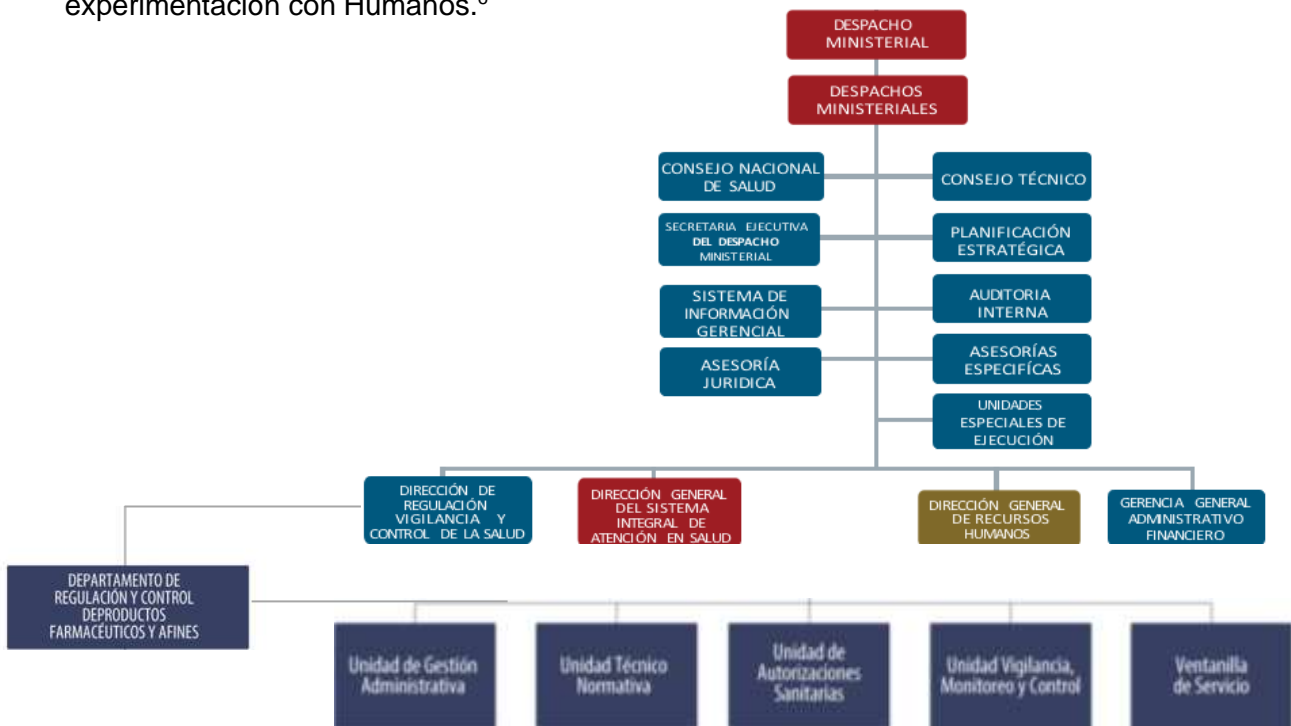 experimentación con Humanos.⁶
DESPACHO
MINISTERIAL
DESPACHOS
MINISTERIALES
CONSEJO NACIONAL
DE SALUD
CONSEJO TÉCNICO
SECRETARIA EJECUTIVA
DEL DESPACHO
MINISTERIAL
PLANIFICACIÓN
ESTRATÉGICA
SISTEMA DE
INFORMACIÓN
GERENCIAL
AUDITORIA
INTERNA
ASESORÍA
JURIDICA
ASESORÍAS
ESPECIFÍCAS
UNIDADES
ESPECIALES DE
EJECUCIÓN
DIRECCIÓN DE
REGULACIÓN
VIGILANCIA Y
CONTROL DE LA SALUD
DIRECCIÓN GENERAL
DEL SISTEMA
INTEGRAL DE
ATENCIÓN EN SALUD
DIRECCIÓN GENERAL
DE RECURSOS
HUMANOS
GERENCIA GENERAL
ADMINISTRATIVO
FINANCIERO
DEPARTAMENTO DE
REGULACIÓN Y CONTROL
DEPRODUCTOS
FARMACÉUTICOS Y AFINES
Unidad de Gestión
Administrativa
Unidad Técnico
Normativa
Unidad de
Autorizaciones
Sanitarias
Unidad Vigilancia,
Monitoreo y Control
Ventanilla
de Servicio